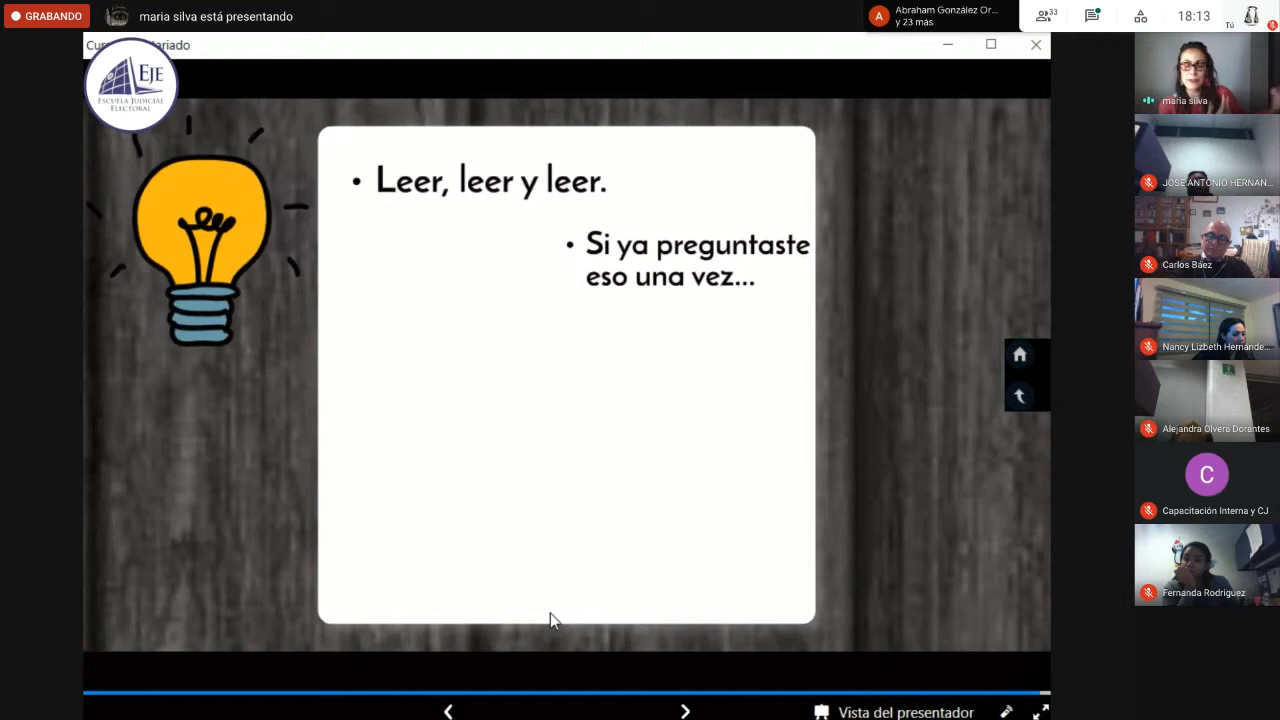 GRABANDO
maria silva está presentando
A
Abraham González Or...
y 23 más
33
18:13
Tú
EJE
ESCUELA JUDICIAL
ELECTORAL
• Leer, leer y leer.
• Si ya preguntaste
eso una vez...
maria silva
JOSE ANTONIO HERNAN...
Carlos Báez
Nancy Lizbeth Hernánde...
Alejandra Olvera Dorantes
C
Capacitación Interna y CJ
Fernanda Rodriguez
Vista del presentador